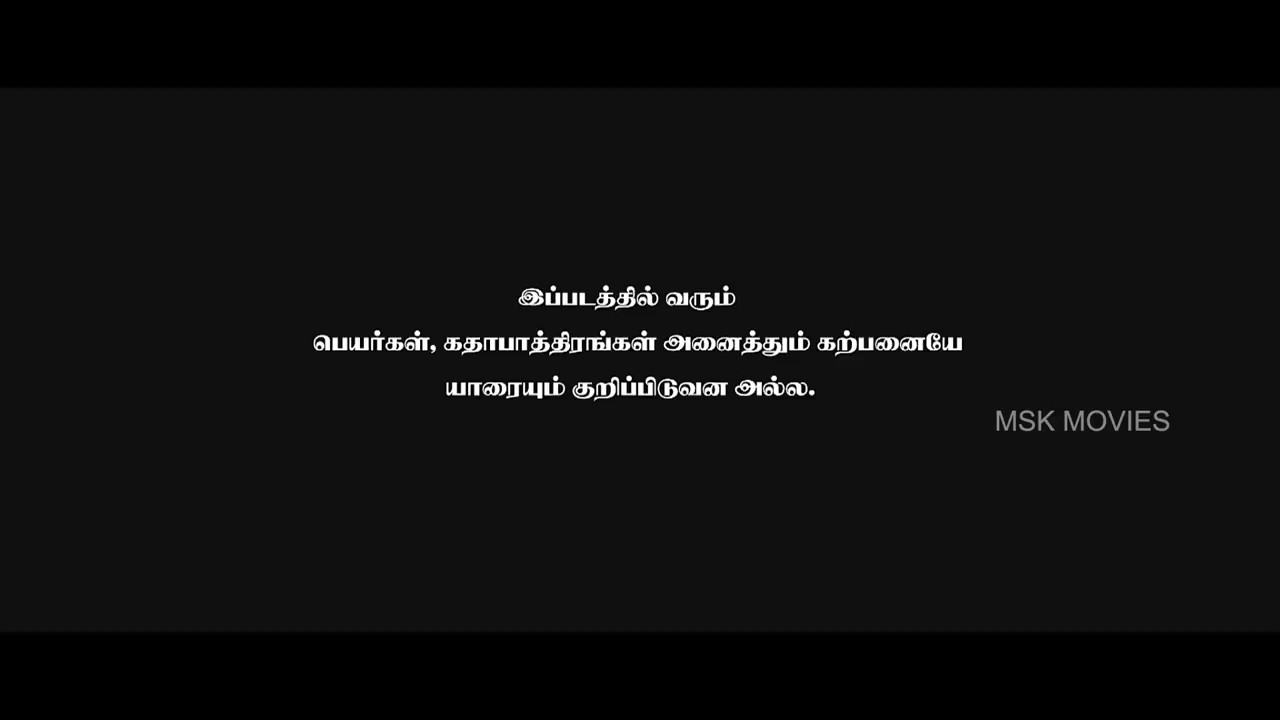 இப்படத்தில் வரும்
பெயர்கள், கதாபாத்திரங்கள் அனைத்தும் கற்பனையே
யாரையும் குறிப்பிடுவன அல்ல.
MSK MOVIES